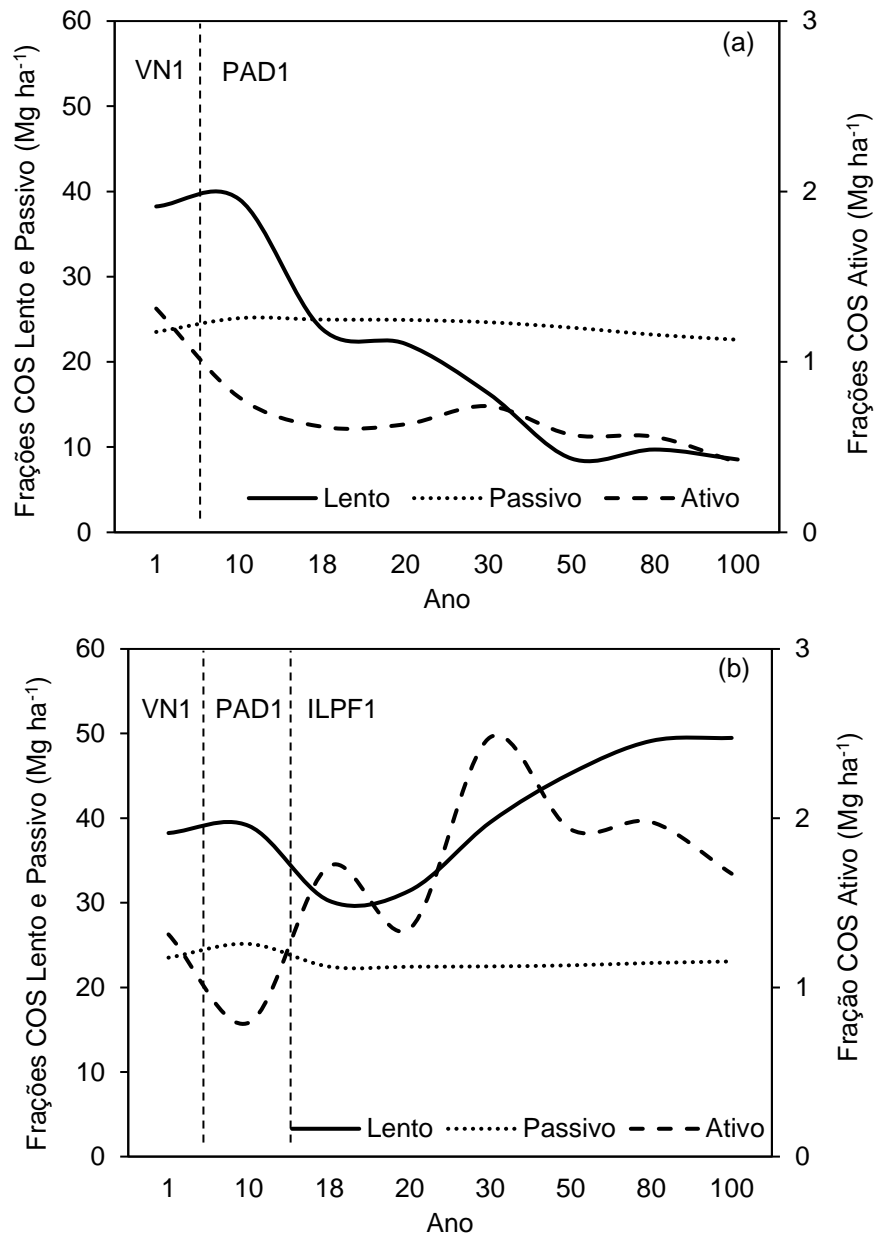 (a)
VN1 PAD1
Frações COS Lento e Passivo (Mg ha⁻¹)
60
50
40
30
20
10
0
Frações COS Ativo (Mg ha⁻¹)
3
2
1
0
Lento Passivo Ativo
1 10 18 20 30 50 80 100
Ano
(b)
VN1 PAD1 ILPF1
Frações COS Lento e Passivo (Mg ha⁻¹)
60
50
40
30
20
10
0
Fração COS Ativo (Mg ha⁻¹)
3
2
1
0
Lento Passivo Ativo
1 10 18 20 30 50 80 100
Ano